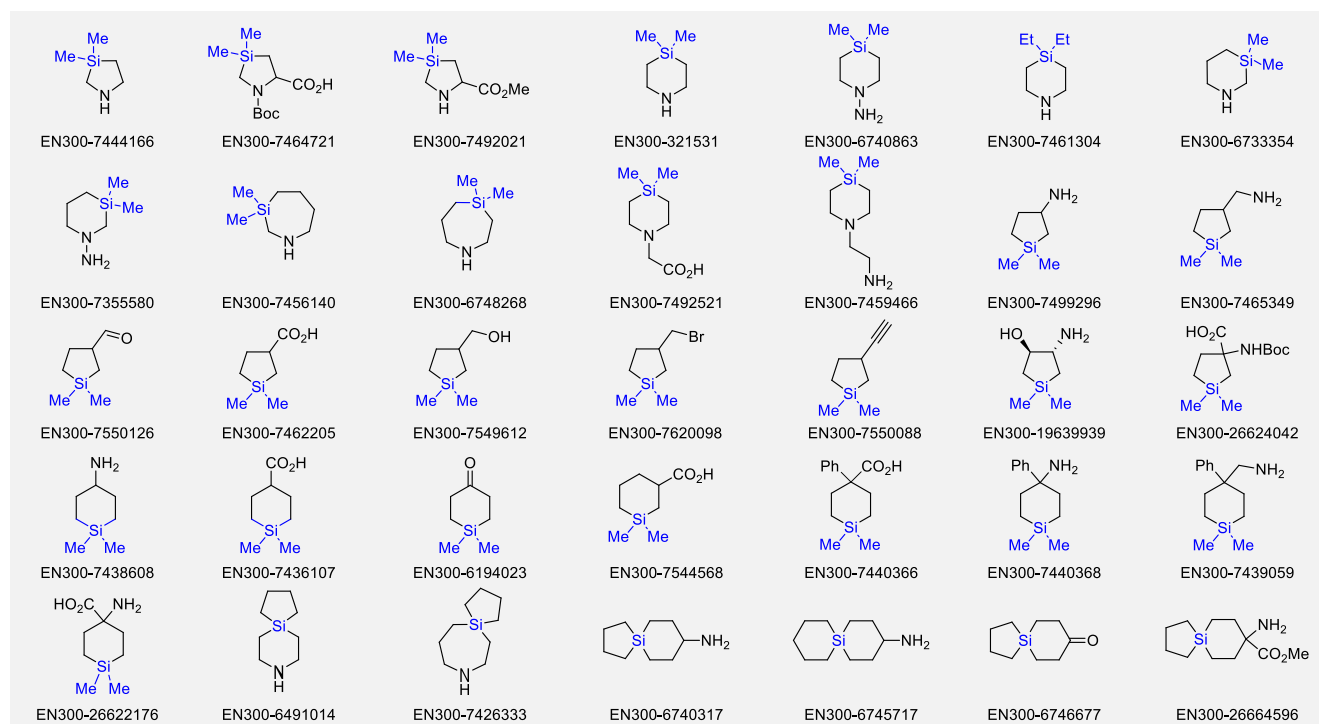 Me
Me
Si
N
H
EN300-7444166
Me
Me
Si
N
CO2H
Boc
EN300-7464721
Me
Me
Si
N
H
CO2Me
EN300-7492021
Me Me
Si
N
H
EN300-321531
Me Me
Si
N
NH2
EN300-6740863
Et Et
Si
N
H
EN300-7461304
Me
Si
Me
N
H
EN300-6733354
Me
Si
Me
N
NH2
EN300-7355580
Me
Si
Me
N
H
EN300-7456140
Me
Me
Si
N
H
EN300-6748268
Me Me
Si
N
CO2H
EN300-7492521
Me Me
Si
N
NH2
EN300-7459466
NH2
Si
Me Me
EN300-7499296
NH2
Si
Me Me
EN300-7465349
O
Si
Me Me
EN300-7550126
CO2H
Si
Me Me
EN300-7462205
OH
Si
Me Me
EN300-7549612
Br
Si
Me Me
EN300-7620098
Si
Me Me
EN300-7550088
HO NH2
Si
Me Me
EN300-19639939
HO2C
NHBoc
Si
Me Me
EN300-26624042
NH2
Si
Me Me
EN300-7438608
CO2H
Si
Me Me
EN300-7436107
O
Si
Me Me
EN300-6194023
CO2H
Si
Me Me
EN300-7544568
Ph CO2H
Si
Me Me
EN300-7440366
Ph NH2
Si
Me Me
EN300-7440368
Ph
NH2
Si
Me Me
EN300-7439059
HO2C NH2
Si
Me Me
EN300-26622176
Si
N
H
EN300-6491014
Si
N
H
EN300-7426333
Si NH2
EN300-6740317
Si NH2
EN300-6745717
Si O
EN300-6746677
Si
NH2
CO2Me
EN300-26664596